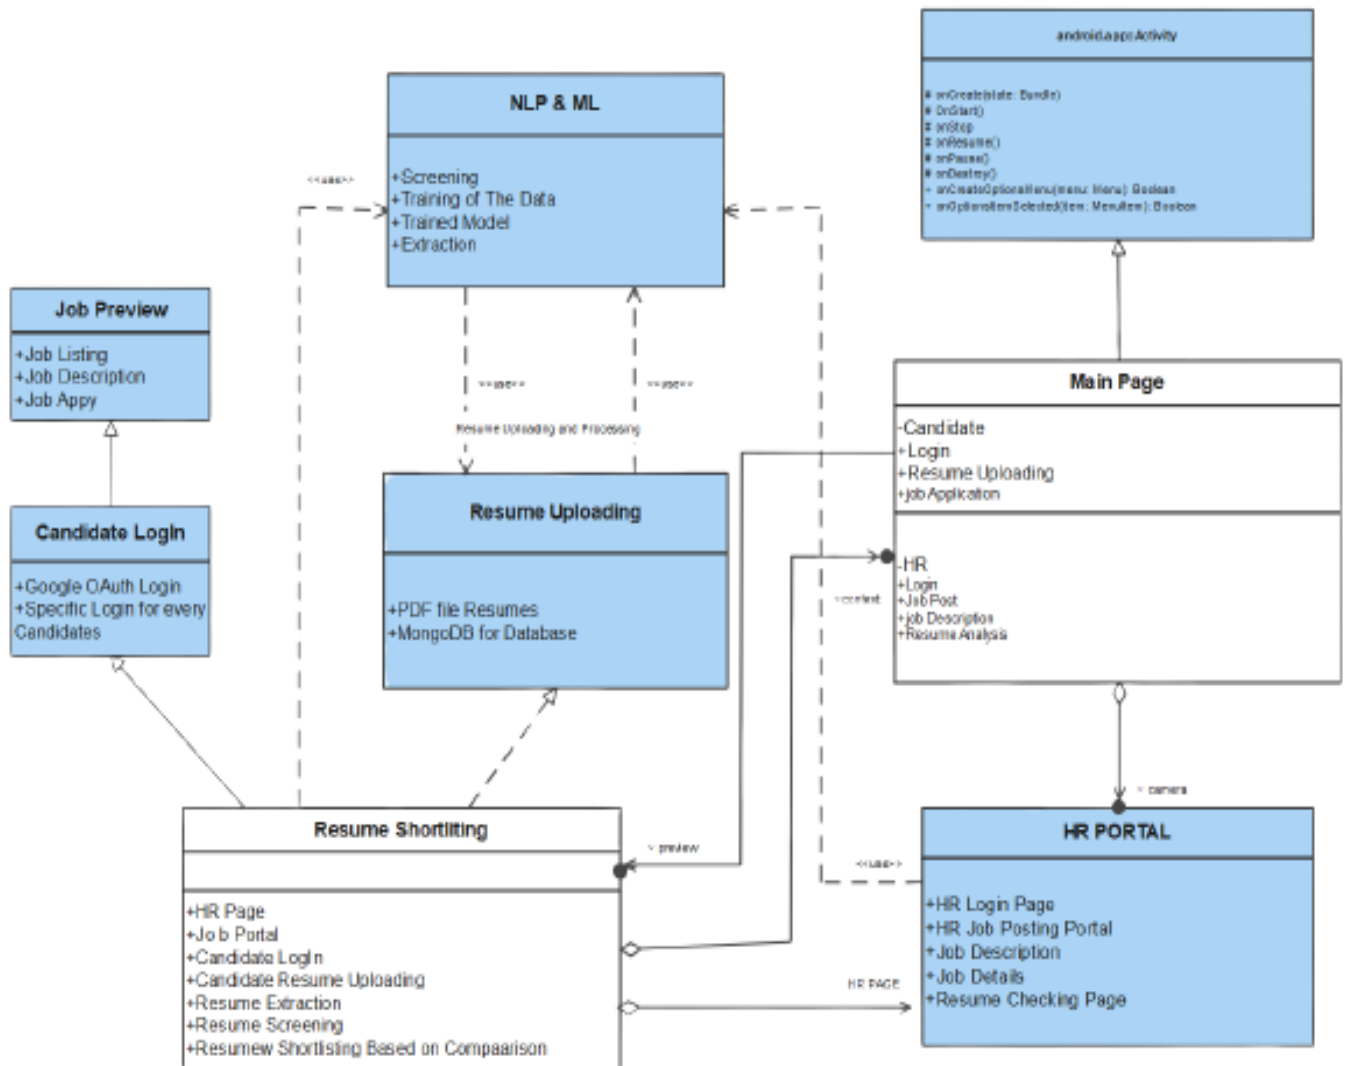 android.app::Activity
# onCreate(state: Bundle)
# OnStart()
# onStop
# onResume()
# onPause()
# onDestroy()
+ onCreateOptionsMenu(menu: Menu): Boolean
+ onOptionsItemSelected(item: MenuItem): Boolean
NLP & ML
+Screening
+Training of The Data
+Trained Model
+Extraction
<<use>>
Job Preview
+Job Listing
+Job Description
+Job Appy
<<use>>
<<use>>
Resume Uploading and Processing
Main Page
-Candidate
+Login
+Resume Uploading
+job Application
-HR
+Login
+Job Post
+job Description
+Resume Analysis
Candidate LogIn
+Google OAuth Login
+Specific Login for every
Candidates
Resume Uploading
+PDF file Resumes
+MongoDB for Database
Resume Shortliting
+HR Page
+Job Portal
+Candidate LogIn
+Candidate Resume Uploading
+Resume Extraction
+Resume Screening
+Resumew Shortlisting Based on Compaarison
preview
camera
<<use>>
HR PAGE
HR PORTAL
+HR Login Page
+HR Job Posting Portal
+Job Description
+Job Details
+Resume Checking Page